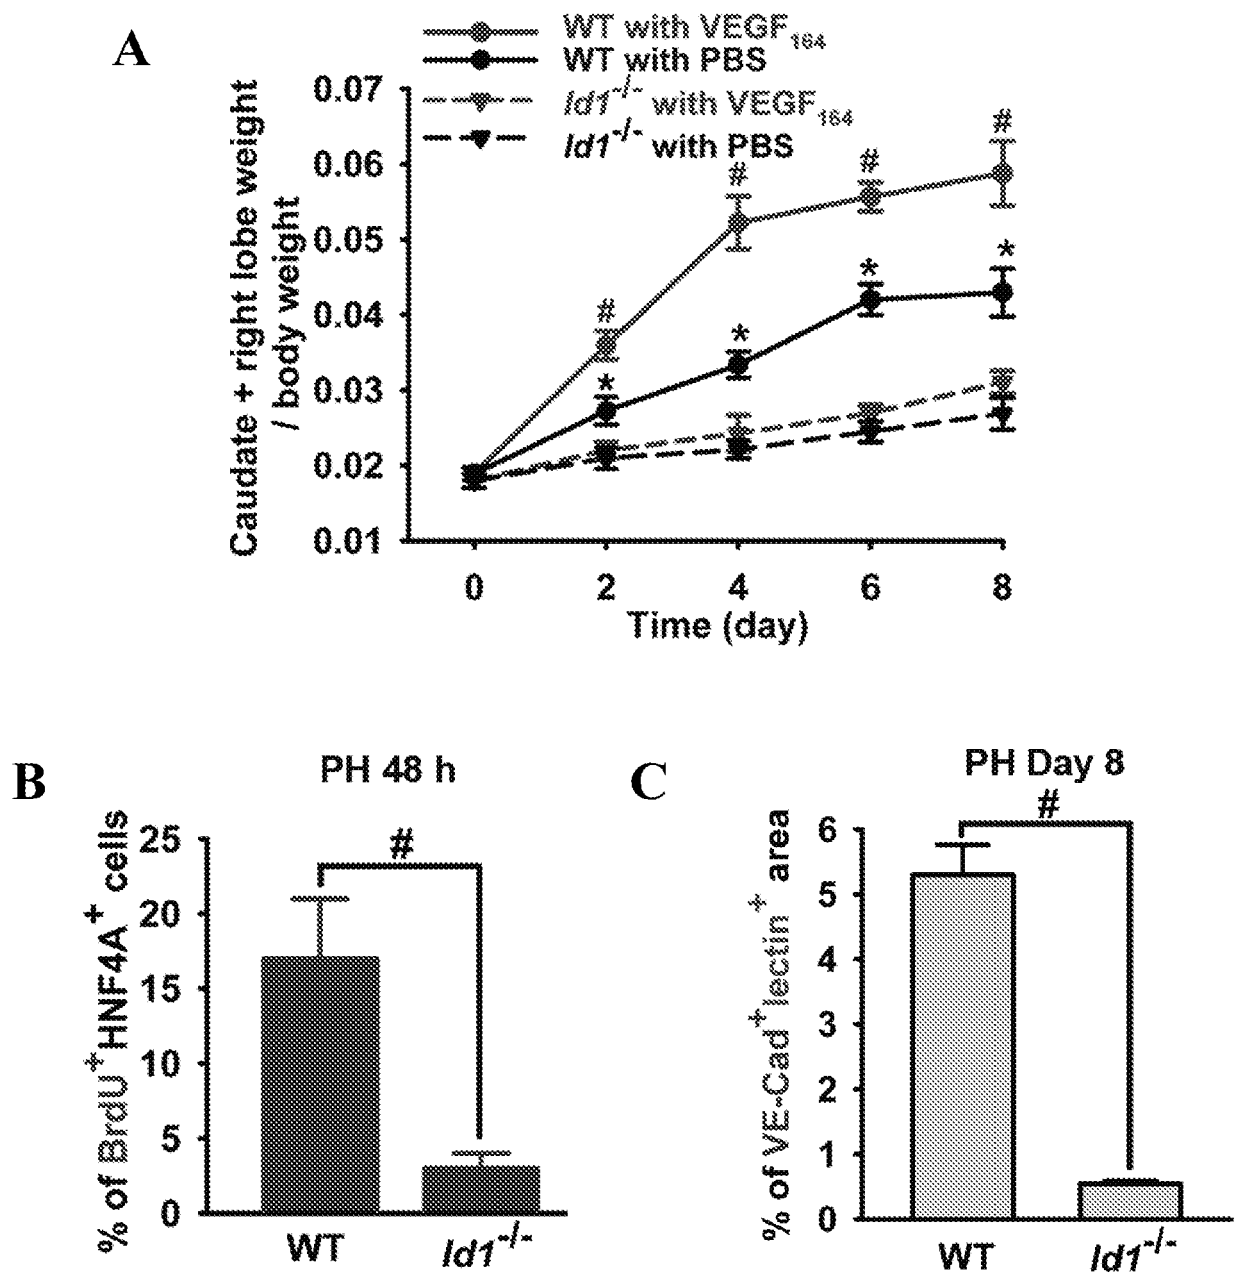 A
WT with VEGF164
WT with PBS
Id1-/- with VEGF164
Id1-/- with PBS
Caudate + right lobe weight
/ body weight
0.07
0.06
0.05
0.04
0.03
0.02
0.01
# # # #
* * * *
0 2 4 6 8
Time (day)
B
PH 48 h
% of BrdU+HNF4A+ cells
25
20
15
10
5
0
#
WT Id1-/-
C
PH Day 8
% of VE-Cad+lectin+ area
6
5
4
3
2
1
0
#
WT Id1-/-